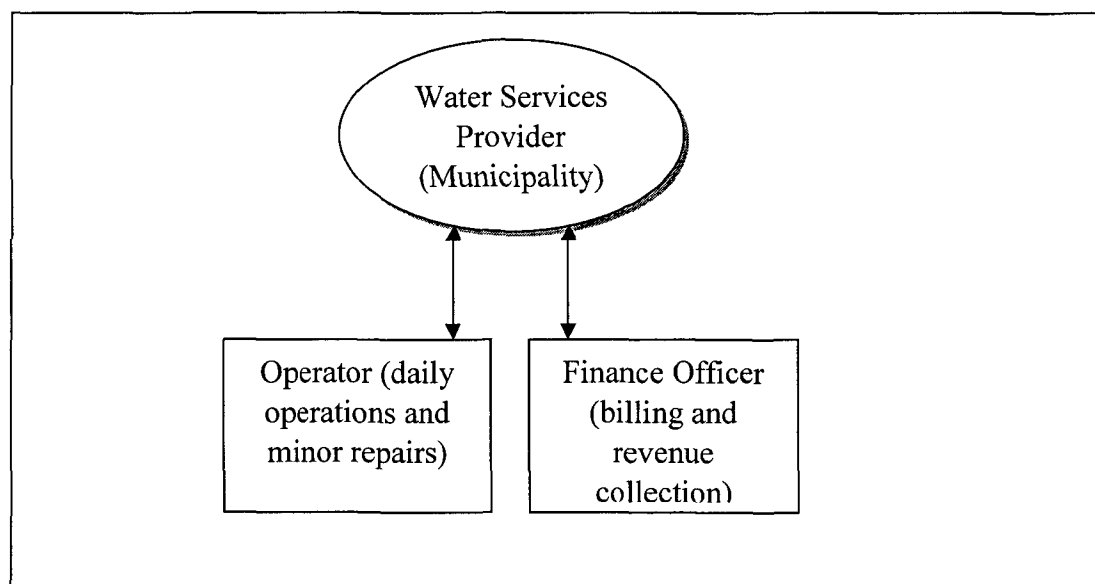 Water Services
Provider
(Municipality)
Operator (daily
operations and
minor repairs)
Finance Officer
(billing and
revenue
collection)